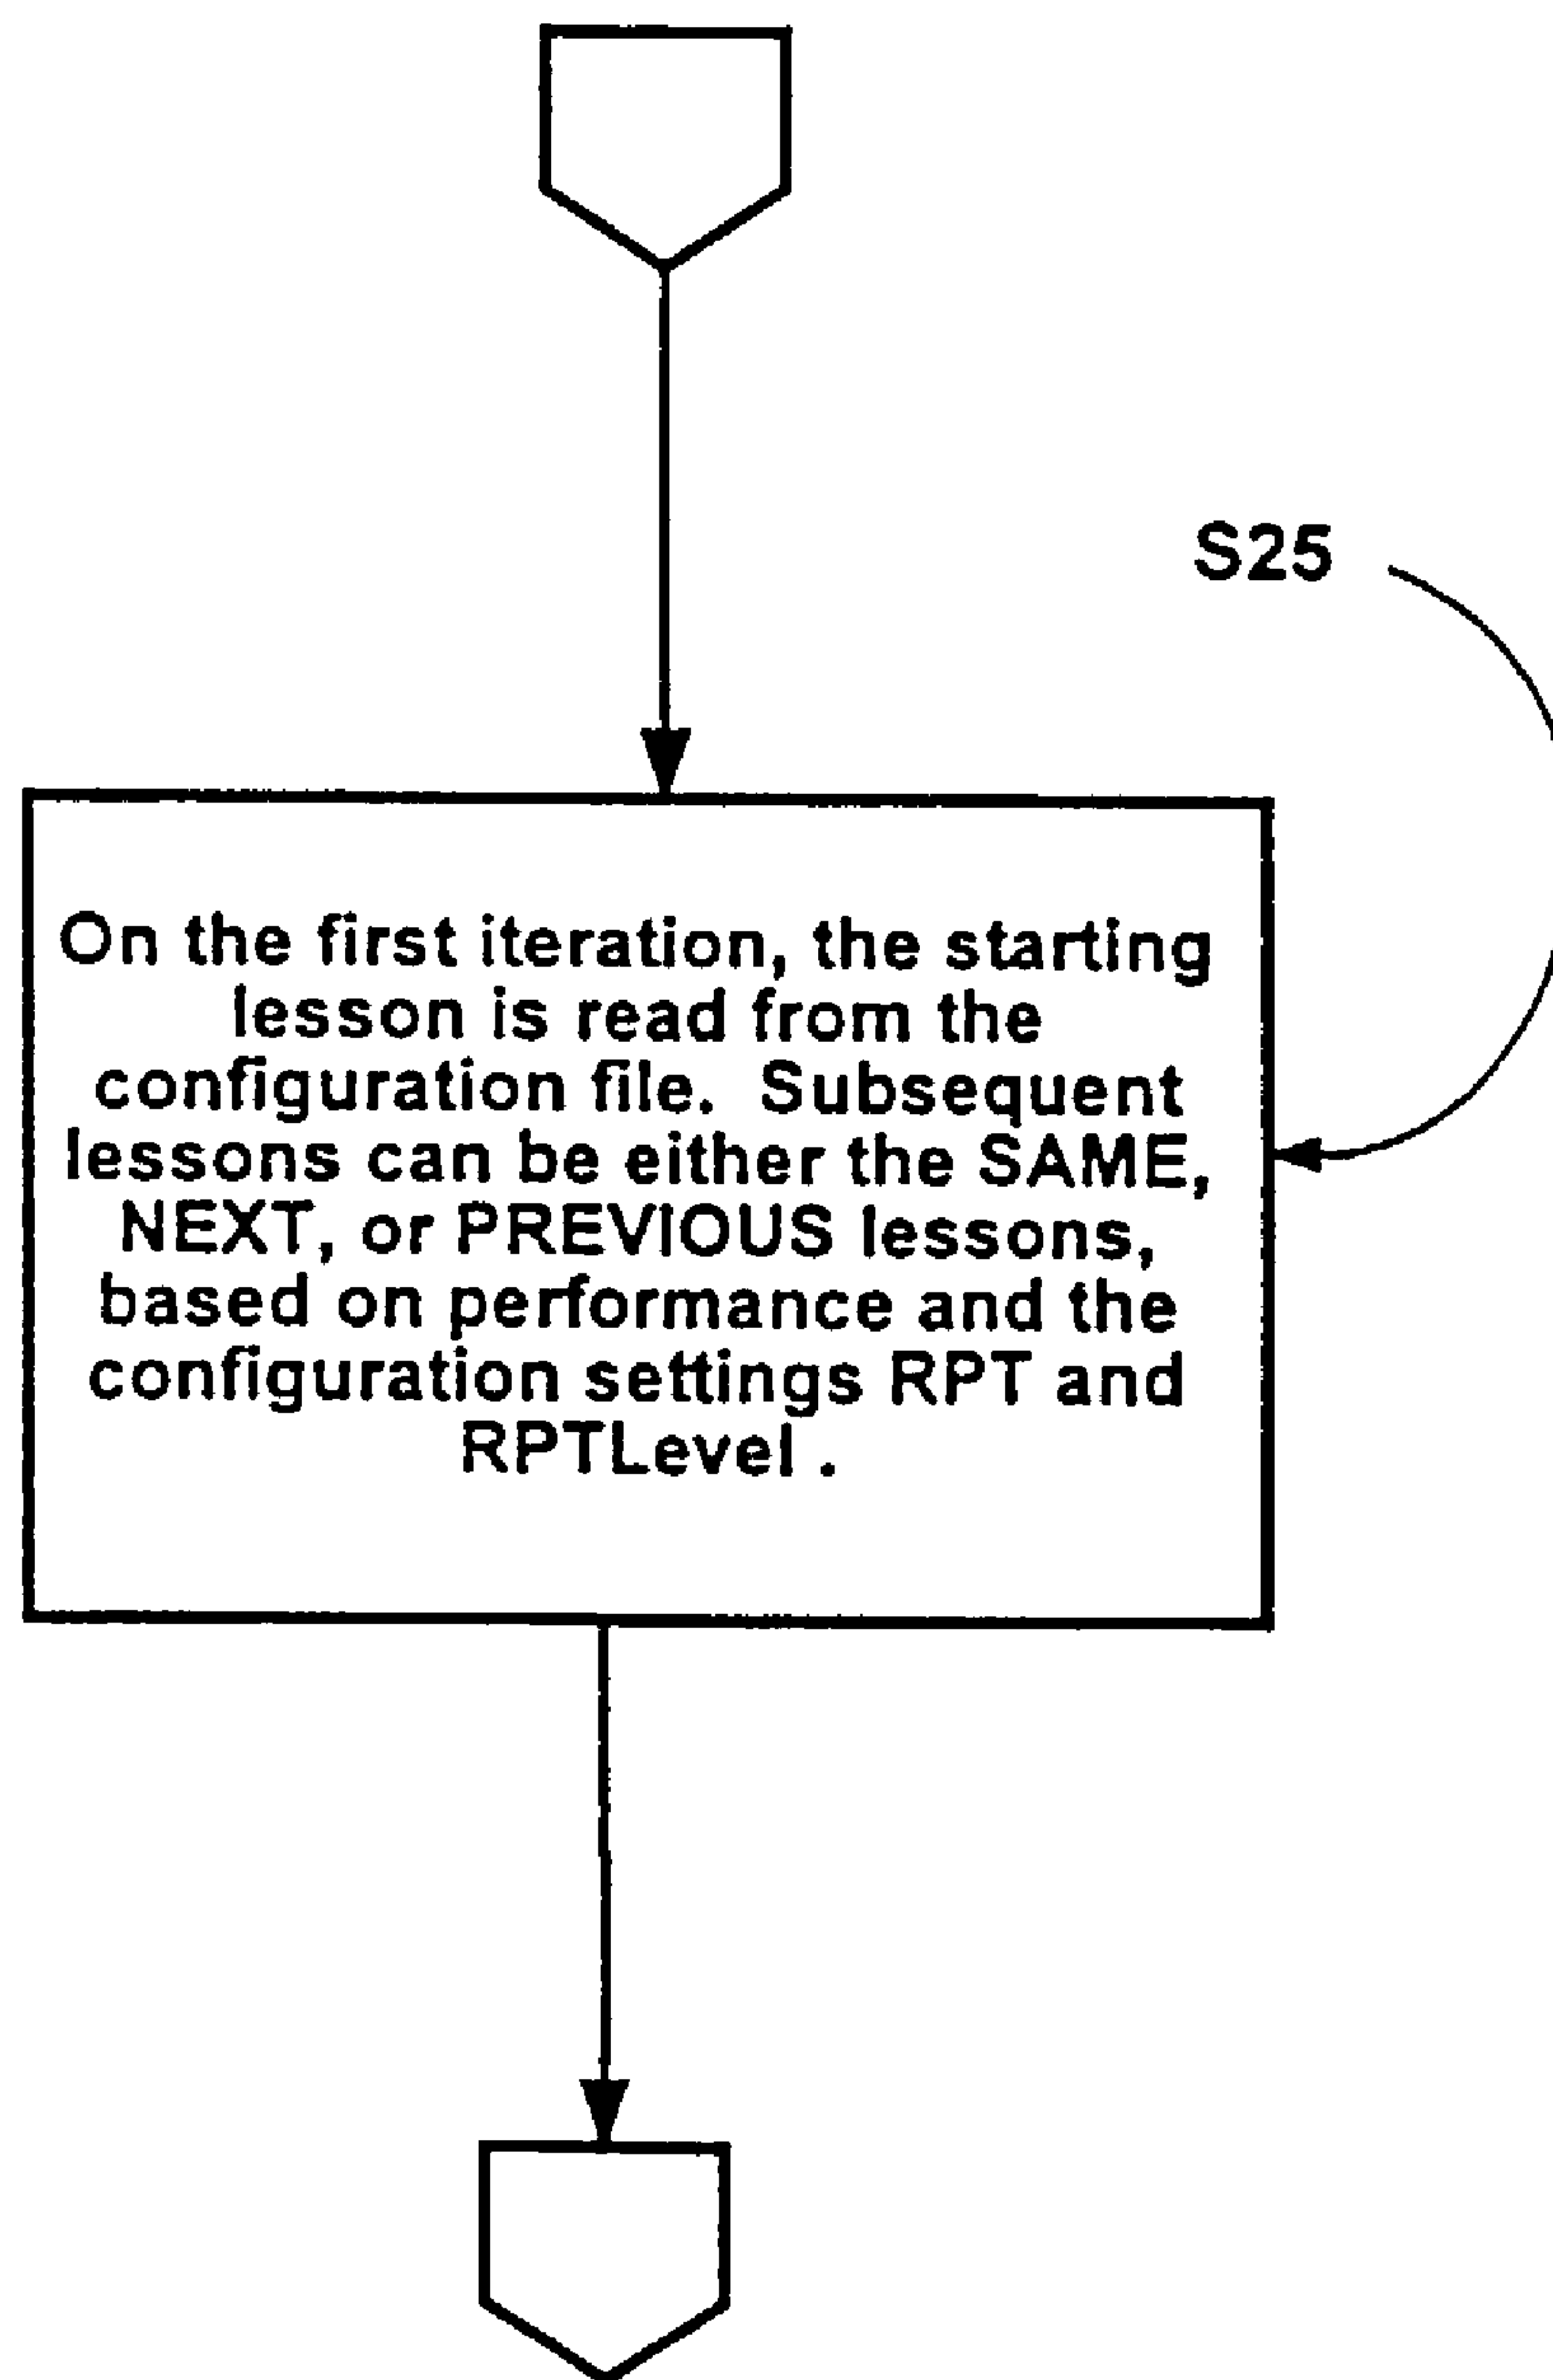 S25
On the first iteration, the starting
lesson is read from the
configuration file.  Subsequent
lessons can be either the SAME,
NEXT, or PREVIOUS lessons,
based on performance and the
configuration settings RPT and
RPTLevel .